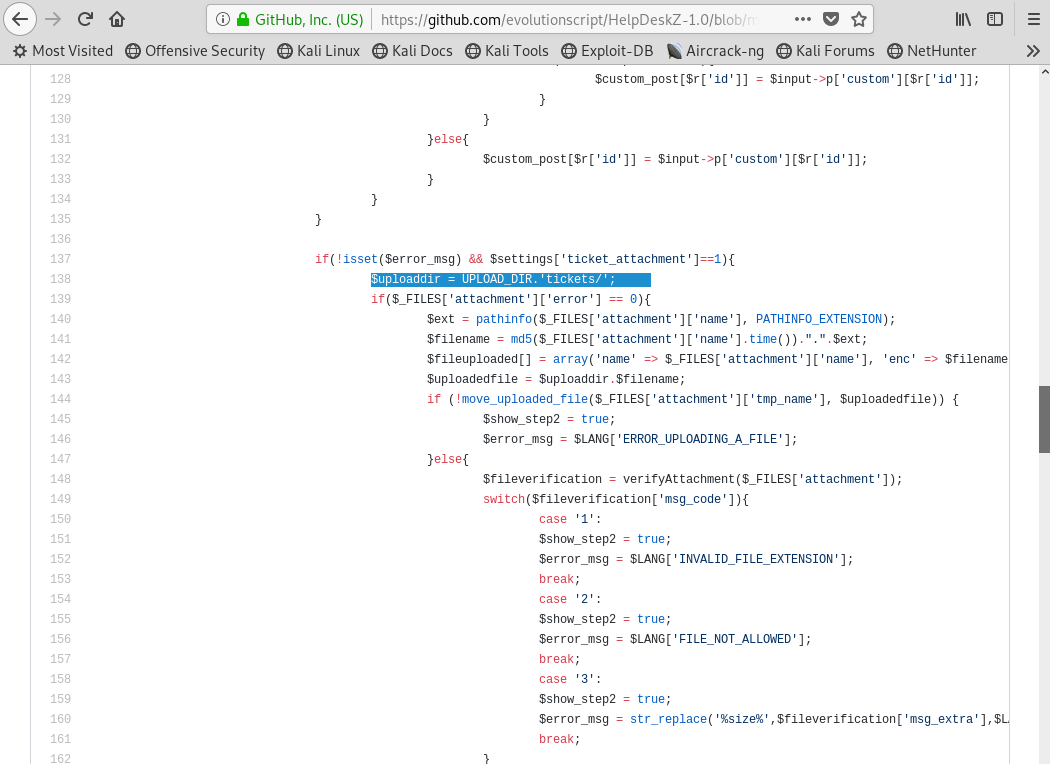 GitHub, Inc. (US) https://github.com/evolutionscript/HelpDeskZ-1.0/blob/
Most Visited Offensive Security Kali Linux Kali Docs Kali Tools Exploit-DB Aircrack-ng Kali Forums NetHunter
128 $custom_post[$r['id']] = $input->p['custom'][$r['id']];
129 }
130 }
131 }else{
132 $custom_post[$r['id']] = $input->p['custom'][$r['id']];
133 }
134 }
135 }
136
137 if(!isset($error_msg) && $settings['ticket_attachment']==1){
138 $uploaddir = UPLOAD_DIR.'tickets/';
139 if($_FILES['attachment']['error'] == 0){
140 $ext = pathinfo($_FILES['attachment']['name'], PATHINFO_EXTENSION);
141 $filename = md5($_FILES['attachment']['name'].time()).".".$ext;
142 $fileuploaded[] = array('name' => $_FILES['attachment']['name'], 'enc' => $filename
143 $uploadedfile = $uploaddir.$filename;
144 if (!move_uploaded_file($_FILES['attachment']['tmp_name'], $uploadedfile)) {
145 $show_step2 = true;
146 $error_msg = $LANG['ERROR_UPLOADING_A_FILE'];
147 }else{
148 $fileverification = verifyAttachment($_FILES['attachment']);
149 switch($fileverification['msg_code']){
150 case '1':
151 $show_step2 = true;
152 $error_msg = $LANG['INVALID_FILE_EXTENSION'];
153 break;
154 case '2':
155 $show_step2 = true;
156 $error_msg = $LANG['FILE_NOT_ALLOWED'];
157 break;
158 case '3':
159 $show_step2 = true;
160 $error_msg = str_replace('%size%',$fileverification['msg_extra'],$L
161 break;
162 }